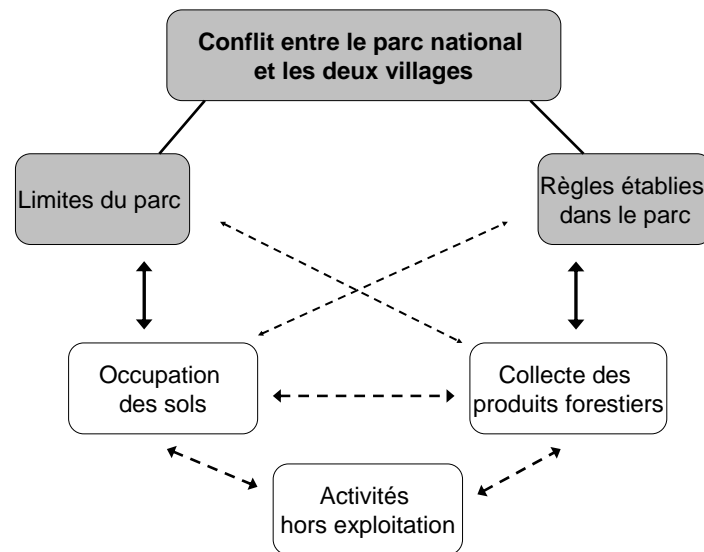 Conflit entre le parc national
et les deux villages
Limites du parc
Règles établies
dans le parc
Occupation
des sols
Collecte des
produits forestiers
Activités
hors exploitation